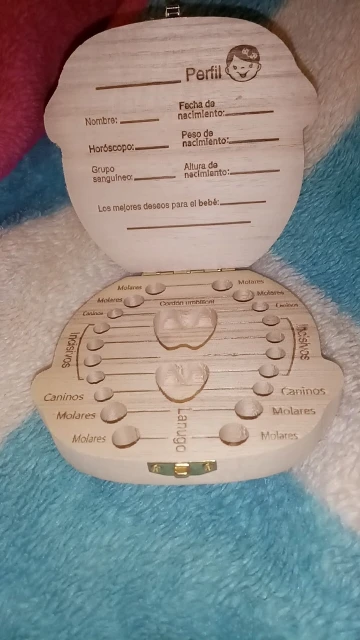 Perfil
Nombre: Fecha de nacimiento:
Horóscopo: Peso de nacimiento:
Grupo sanguíneo: Altura de nacimiento:
Los mejores deseos para el bebé:
Molares Molares
Molares Cordón umbilical Molares
Caninos Caninos
Incisivos Incisivos
Caninos Caninos
Molares Lanugo Molares
Molares Molares